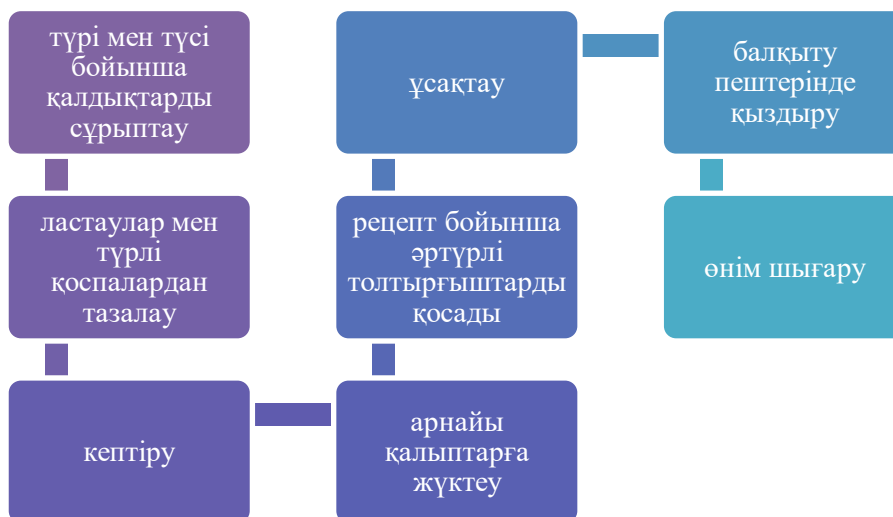 түрі мен түсі
бойынша
қалдықтарды
сұрыптау
ластаулар мен
түрлі
қоспалардан
тазалау
кептіру
арнайы
қалыптарға
жүктеу
рецепт бойынша
әртүрлі
толтырғыштарды
қосады
ұсақтау
балқыту
пештерінде
қыздыру
өнім шығару